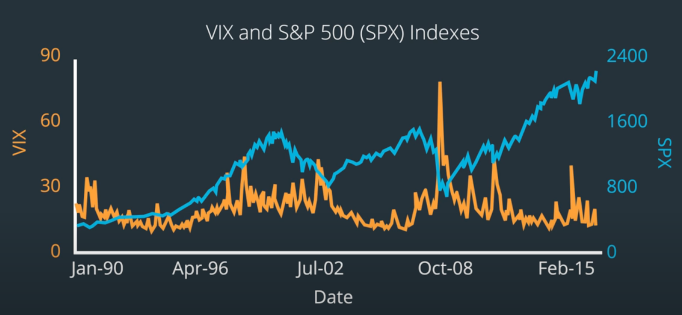 VIX and S&P 500 (SPX) Indexes
90
60
30
0
VIX
2400
1600
800
0
SPX
Jan-90
Apr-96
Jul-02
Oct-08
Feb-15
Date